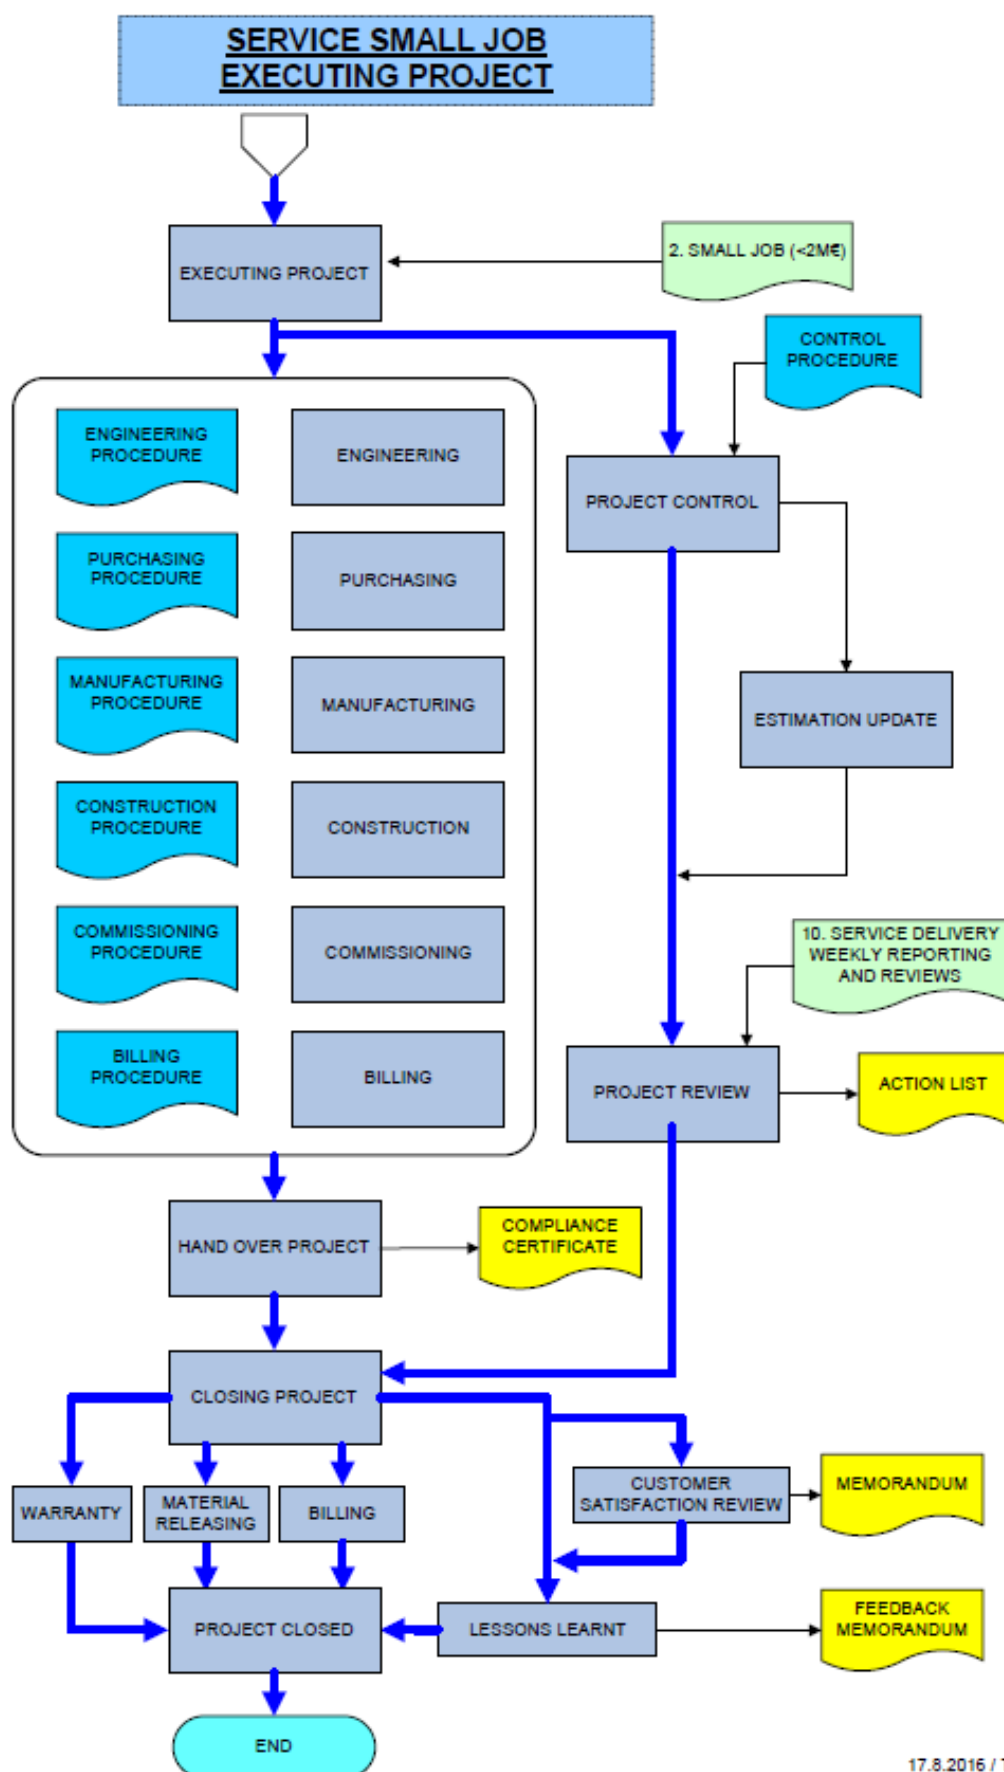 SERVICE SMALL JOB
EXECUTING PROJECT
EXECUTING PROJECT
2. SMALL JOB (<2M€)
CONTROL
PROCEDURE
ENGINEERING
PROCEDURE
ENGINEERING
PROJECT CONTROL
PURCHASING
PROCEDURE
PURCHASING
MANUFACTURING
PROCEDURE
MANUFACTURING
ESTIMATION UPDATE
CONSTRUCTION
PROCEDURE
CONSTRUCTION
COMMISSIONING
PROCEDURE
COMMISSIONING
10. SERVICE DELIVERY
WEEKLY REPORTING
AND REVIEWS
BILLING
PROCEDURE
BILLING
PROJECT REVIEW
ACTION LIST
HAND OVER PROJECT
COMPLIANCE
CERTIFICATE
CLOSING PROJECT
WARRANTY
MATERIAL
RELEASING
BILLING
CUSTOMER
SATISFACTION REVIEW
MEMORANDUM
PROJECT CLOSED
LESSONS LEARNT
FEEDBACK
MEMORANDUM
END
17.8.2016 /